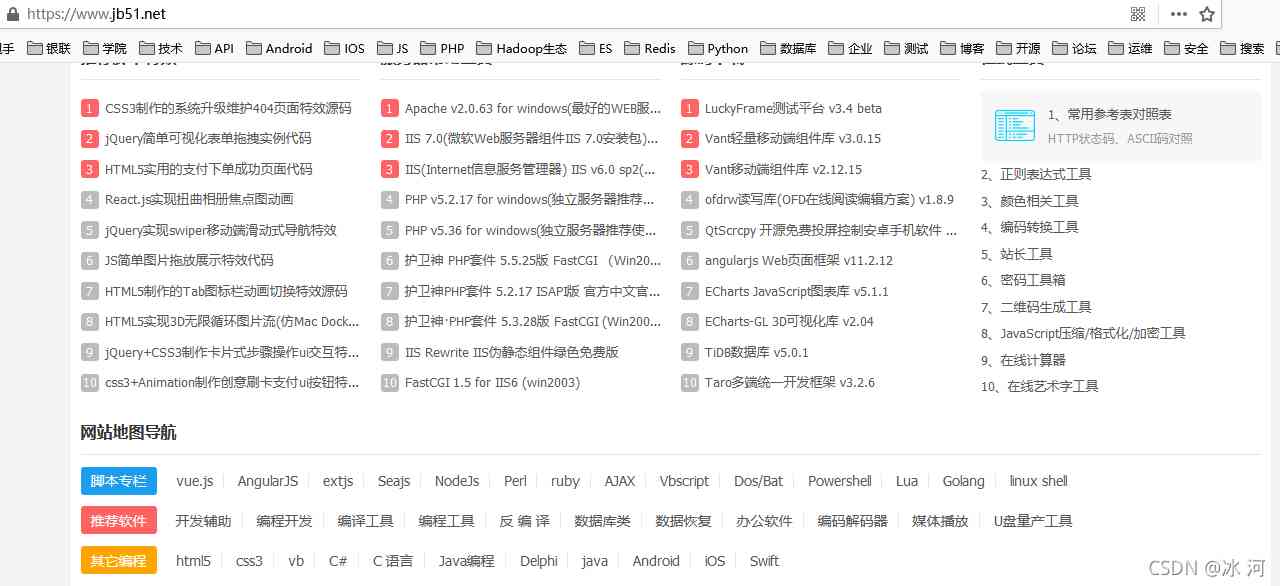 https://www.jb51.net
手 银联 学院 技术 API Android IOS JS PHP Hadoop生态 ES Redis Python 数据库 企业 测试 博客 开源 论坛 运维 安全 搜索
1 CSS3制作的系统升级维护404页面特效源码
2 jQuery简单可视化表单拖拽实例代码
3 HTML5实用的支付下单成功页面代码
4 React.js实现扭曲相册焦点图动画
5 jQuery实现swiper移动端滑动式导航特效
6 JS简单图片拖放展示特效代码
7 HTML5制作的Tab图标栏动画切换特效源码
8 HTML5实现3D无限循环图片流(仿Mac Dock...
9 jQuery+CSS3制作卡片式步骤操作ui交互特...
10 css3+Animation制作创意刷卡支付ui按钮特...
1 Apache v2.0.63 for windows(最好的WEB服...
2 IIS 7.0(微软Web服务器组件IIS 7.0安装包)...
3 IIS(Internet信息服务管理器) IIS v6.0 sp2(...
4 PHP v5.2.17 for windows(独立服务器推荐...
5 PHP v5.36 for windows(独立服务器推荐使...
6 护卫神 PHP套件 5.5.25版 FastCGI （Win20...
7 护卫神PHP套件 5.2.17 ISAPI版 官方中文官...
8 护卫神·PHP套件 5.3.28版 FastCGI (Win200...
9 IIS Rewrite IIS伪静态组件绿色免费版
10 FastCGI 1.5 for IIS6 (win2003)
1 LuckyFrame测试平台 v3.4 beta
2 Vant轻量移动端组件库 v3.0.15
3 Vant移动端组件库 v2.12.15
4 ofdrw读写库(OFD在线阅读编辑方案) v1.8.9
5 QtScrcpy 开源免费投屏控制安卓手机软件 ...
6 angularjs Web页面框架 v11.2.12
7 ECharts JavaScript图表库 v5.1.1
8 ECharts-GL 3D可视化库 v2.04
9 TiDB数据库 v5.0.1
10 Taro多端统一开发框架 v3.2.6
1、常用参考表对照表
HTTP状态码、ASCII码对照
2、正则表达式工具
3、颜色相关工具
4、编码转换工具
5、站长工具
6、密码工具箱
7、二维码生成工具
8、JavaScript压缩/格式化/加密工具
9、在线计算器
10、在线艺术字工具
网站地图导航
脚本专栏 vue.js AngularJS extjs Seajs NodeJs Perl ruby AJAX Vbscript Dos/Bat Powershell Lua Golang linux shell
推荐软件 开发辅助 编程开发 编译工具 编程工具 反 编 译 数据库类 数据恢复 办公软件 编码解码器 媒体播放 U盘量产工具
其它编程 html5 css3 vb C# C 语言 Java编程 Delphi java Android iOS Swift
CSDN @冰 河